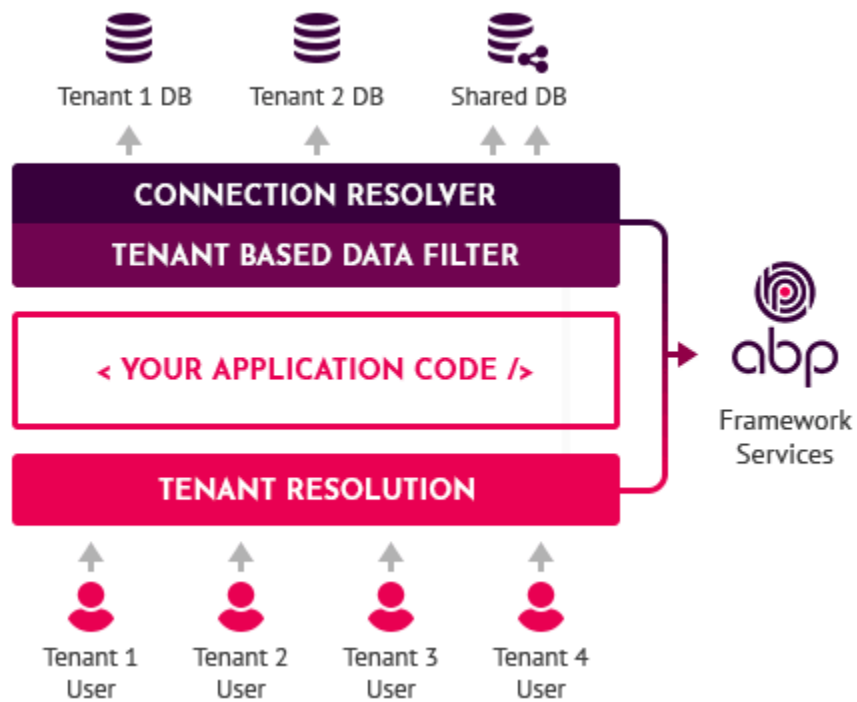 Tenant 1 DB Tenant 2 DB Shared DB
CONNECTION RESOLVER
TENANT BASED DATA FILTER
< YOUR APPLICATION CODE />
abp
Framework
Services
TENANT RESOLUTION
Tenant 1 Tenant 2 Tenant 3 Tenant 4
User User User User